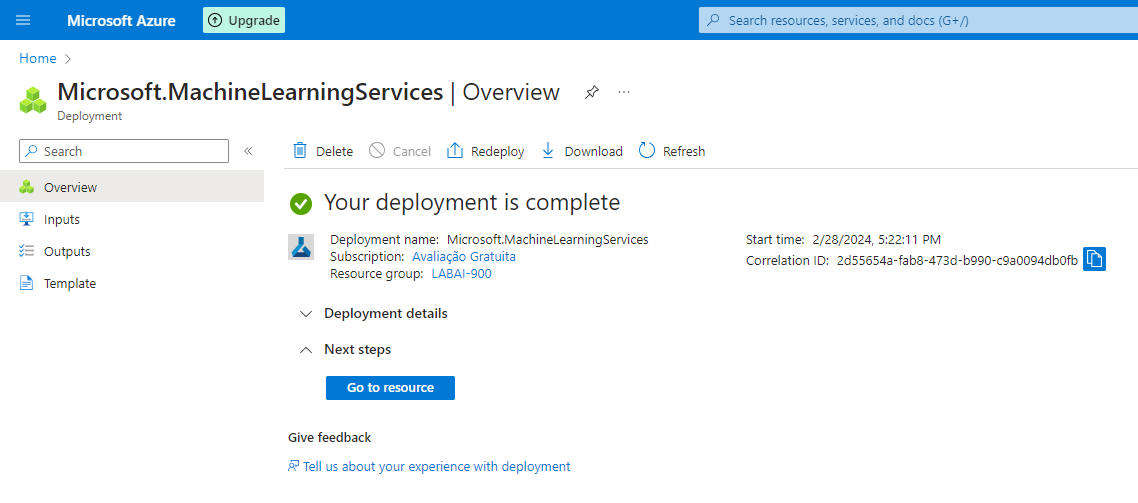 Microsoft Azure
Upgrade
Search resources, services, and docs (G+/)
Home
Microsoft.MachineLearningServices | Overview
...
Deployment
Search
Delete
Cancel
Redeploy
Download
Refresh
Overview
Inputs
Outputs
Template
Your deployment is complete
Deployment name: Microsoft.MachineLearningServices
Subscription: Avaliação Gratuita
Resource group: LABAI-900
Start time: 2/28/2024, 5:22:11 PM
Correlation ID: 2d55654a-fab8-473d-b990-c9a0094db0fb
Deployment details
Next steps
Go to resource
Give feedback
Tell us about your experience with deployment